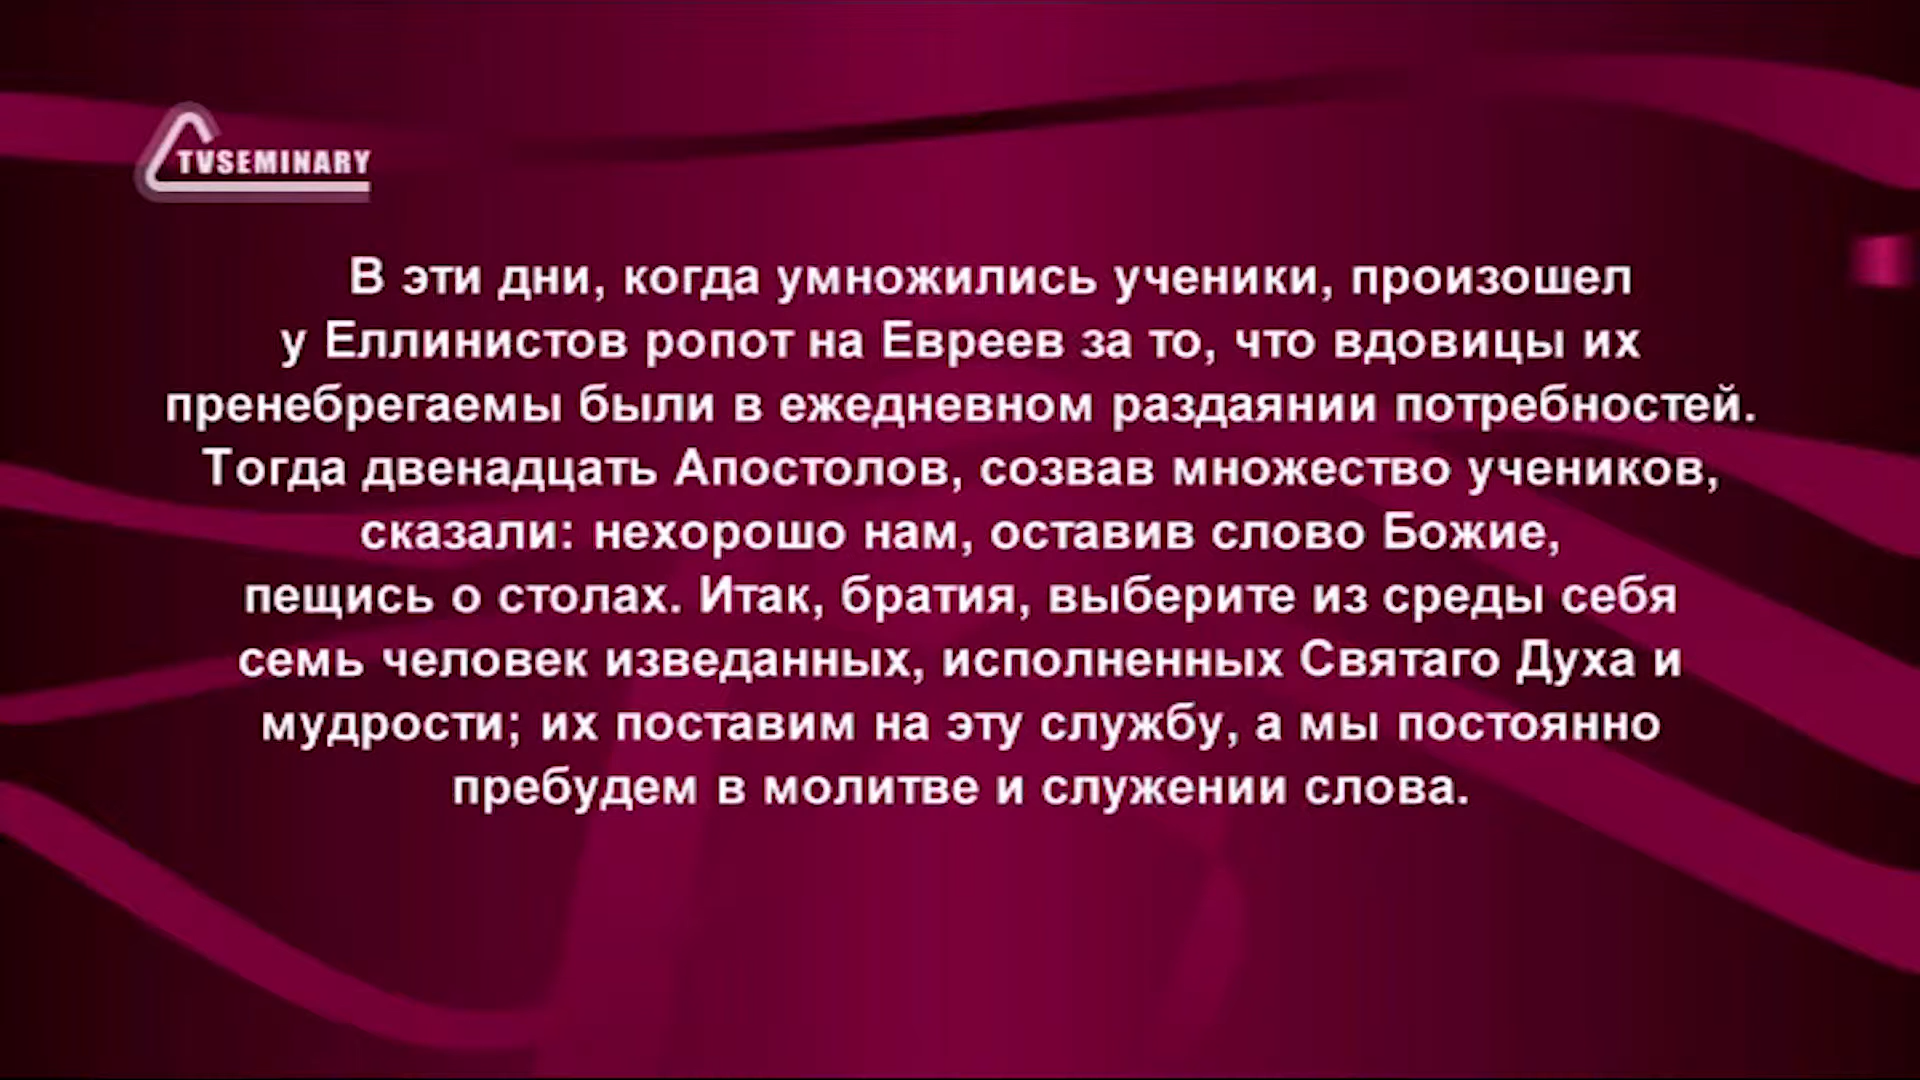 TVSEMINARY
В эти дни, когда умножились ученики, произошел
у Еллинистов ропот на Евреев за то, что вдовицы их
пренебрегаемы были в ежедневном раздаянии потребностей.
Тогда двенадцать Апостолов, созвав множество учеников,
сказали: нехорошо нам, оставив слово Божие,
пещись о столах. Итак, братия, выберите из среды себя
семь человек изведанных, исполненных Святаго Духа и
мудрости; их поставим на эту службу, а мы постоянно
пребудем в молитве и служении слова.